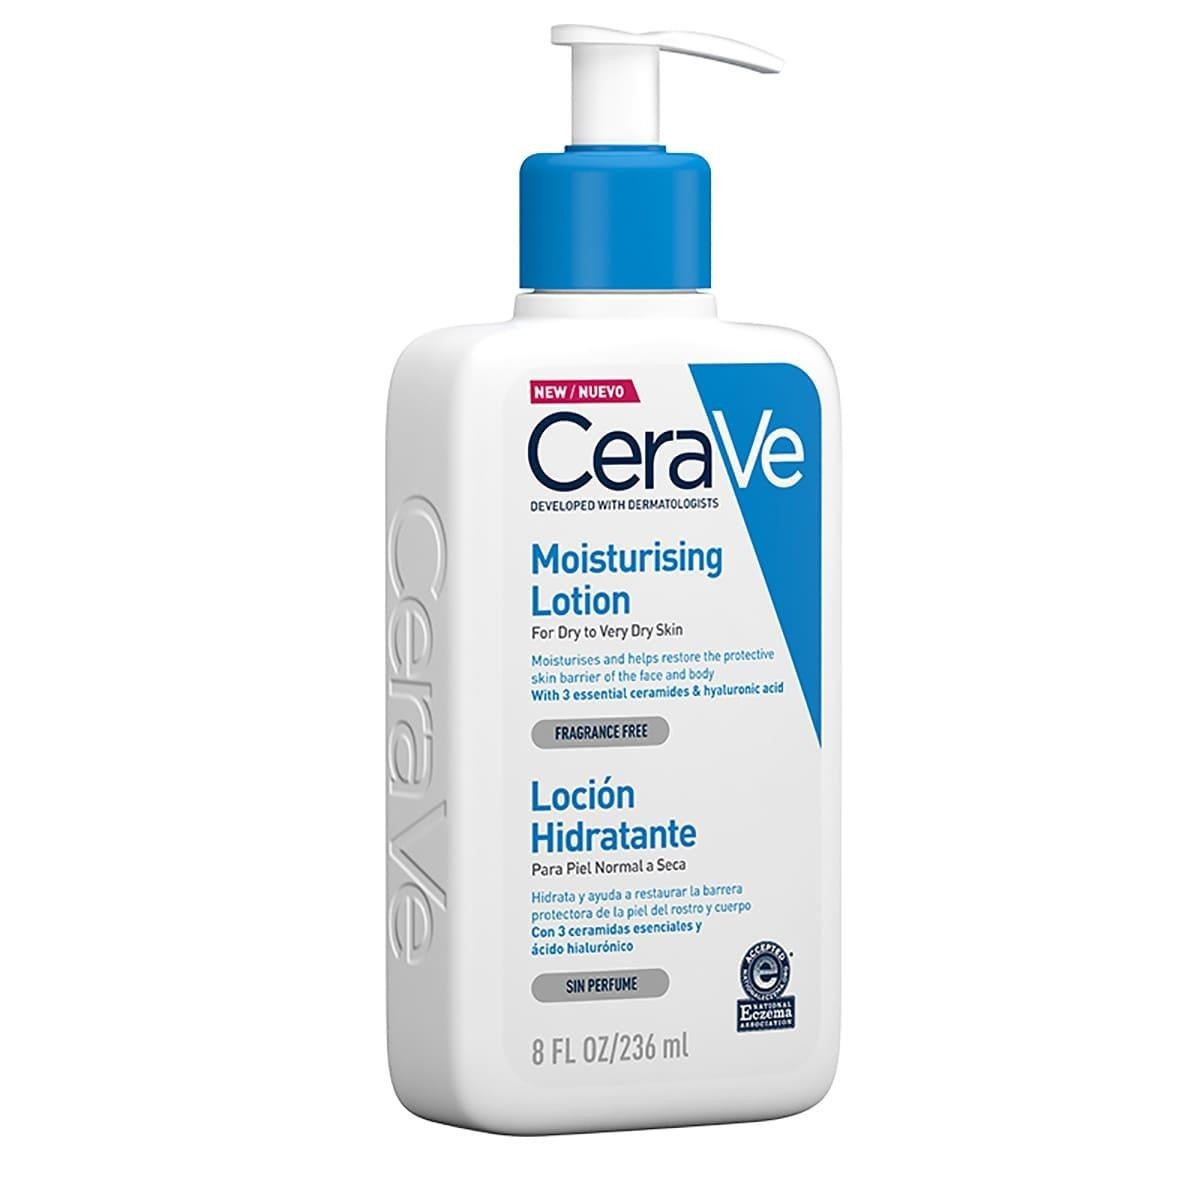 NEW / NUEVO
CeraVe
DEVELOPED WITH DERMATOLOGISTS
Moisturising
Lotion
For Dry to Very Dry Skin
Moisturises and helps restore the protective
skin barrier of the face and body
With 3 essential ceramides & hyaluronic acid
FRAGRANCE FREE
Loción
Hidratante
Para Piel Normal a Seca
Hidrata y ayuda a restaurar la barrera
protectora de la piel del rostro y cuerpo
Con 3 ceramidas esenciales y
ácido hialurónico
SIN PERFUME
8 FL OZ/236 ml
ACCEPTED
e
NATIONAL
Eczema
ASSOCIATION
CeraVe